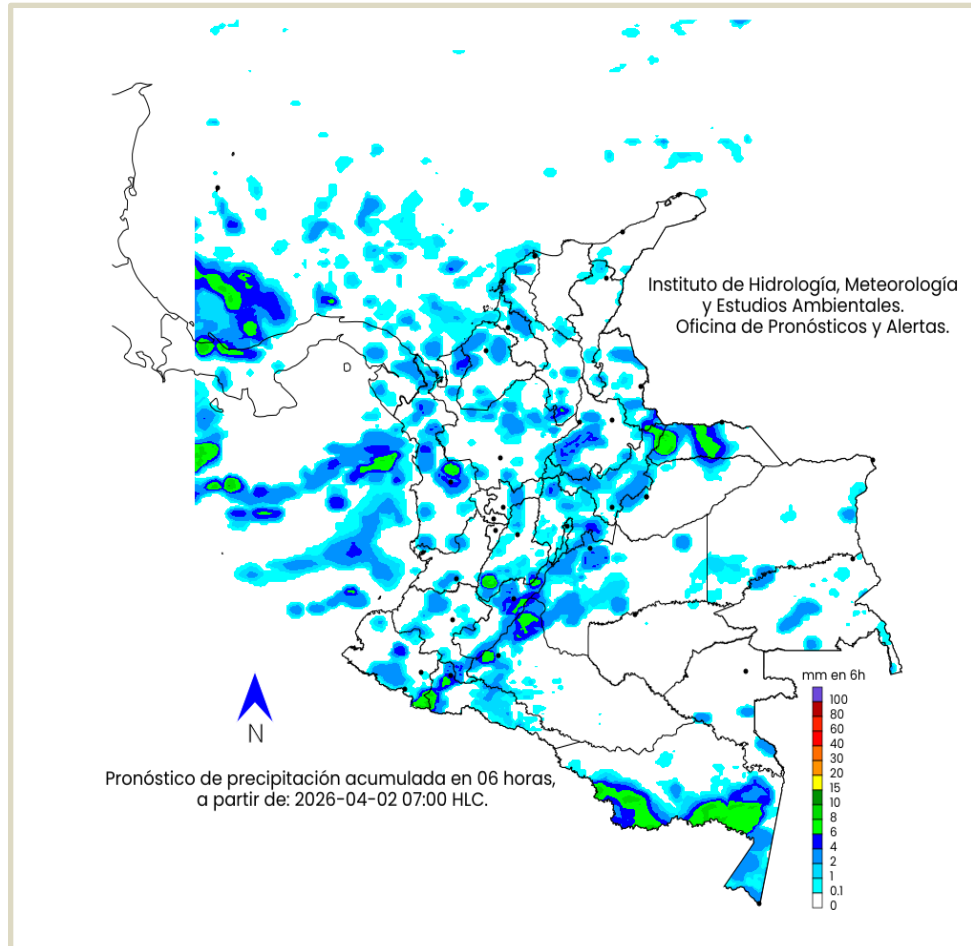 Instituto de Hidrología, Meteorología
y Estudios Ambientales.
Oficina de Pronósticos y Alertas.
mm en 6h
100
80
60
40
30
20
15
10
8
6
4
2
1
0.1
0
N
Pronóstico de precipitación acumulada en 06 horas,
a partir de: 2026-04-02 07:00 HLC.